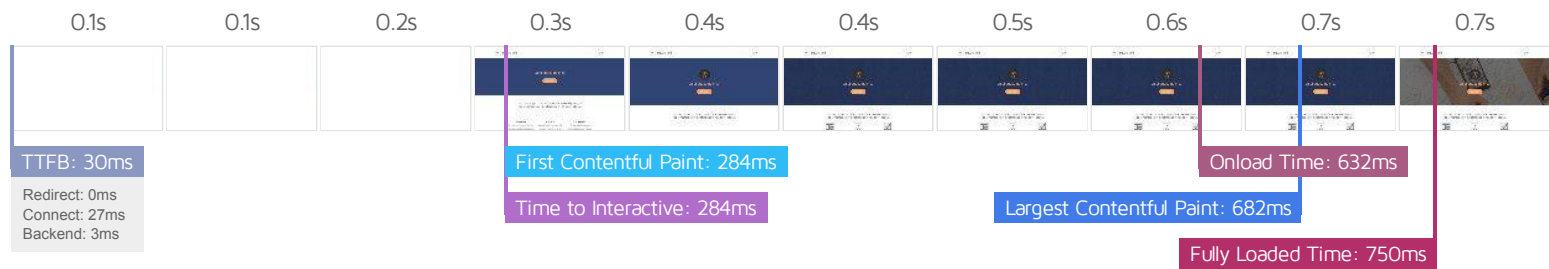 0.1s 0.1s 0.2s 0.3s 0.4s 0.4s 0.5s 0.6s 0.7s 0.7s
TTFB: 30ms
Redirect: 0ms
Connect: 27ms
Backend: 3ms
First Contentful Paint: 284ms
Time to Interactive: 284ms
Onload Time: 632ms
Largest Contentful Paint: 682ms
Fully Loaded Time: 750ms